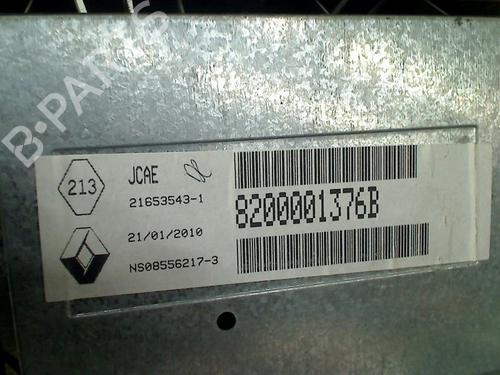 B-PARTS
213
JCAE
21653543-1
21/01/2010
NS08556217-3
8200001376B